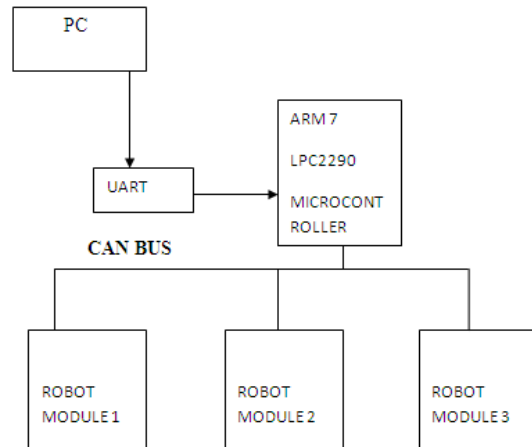 PC
ARM 7
LPC2290
MICROCONT
ROLLER
UART
CAN BUS
ROBOT
MODULE 1
ROBOT
MODULE 2
ROBOT
MODULE 3